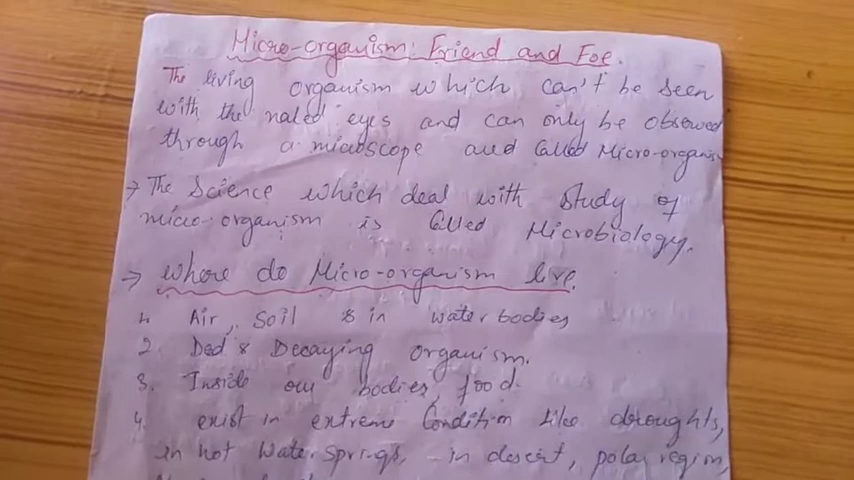 Micro-organism: Friend and Foe.
The living organism which can't be seen
with the naked eyes and can only be observed
through a microscope and called Micro-organism
→ The Science which deal with study of
micro-organism is called Microbiology.
→ Where do Micro-organism live.
1. Air, Soil & in water bodies
2. Ded & Decaying organism.
3. Inside our bodies, food.
4. exist in extreme Condition like droughts,
in hot water springs, in desert, polar region,